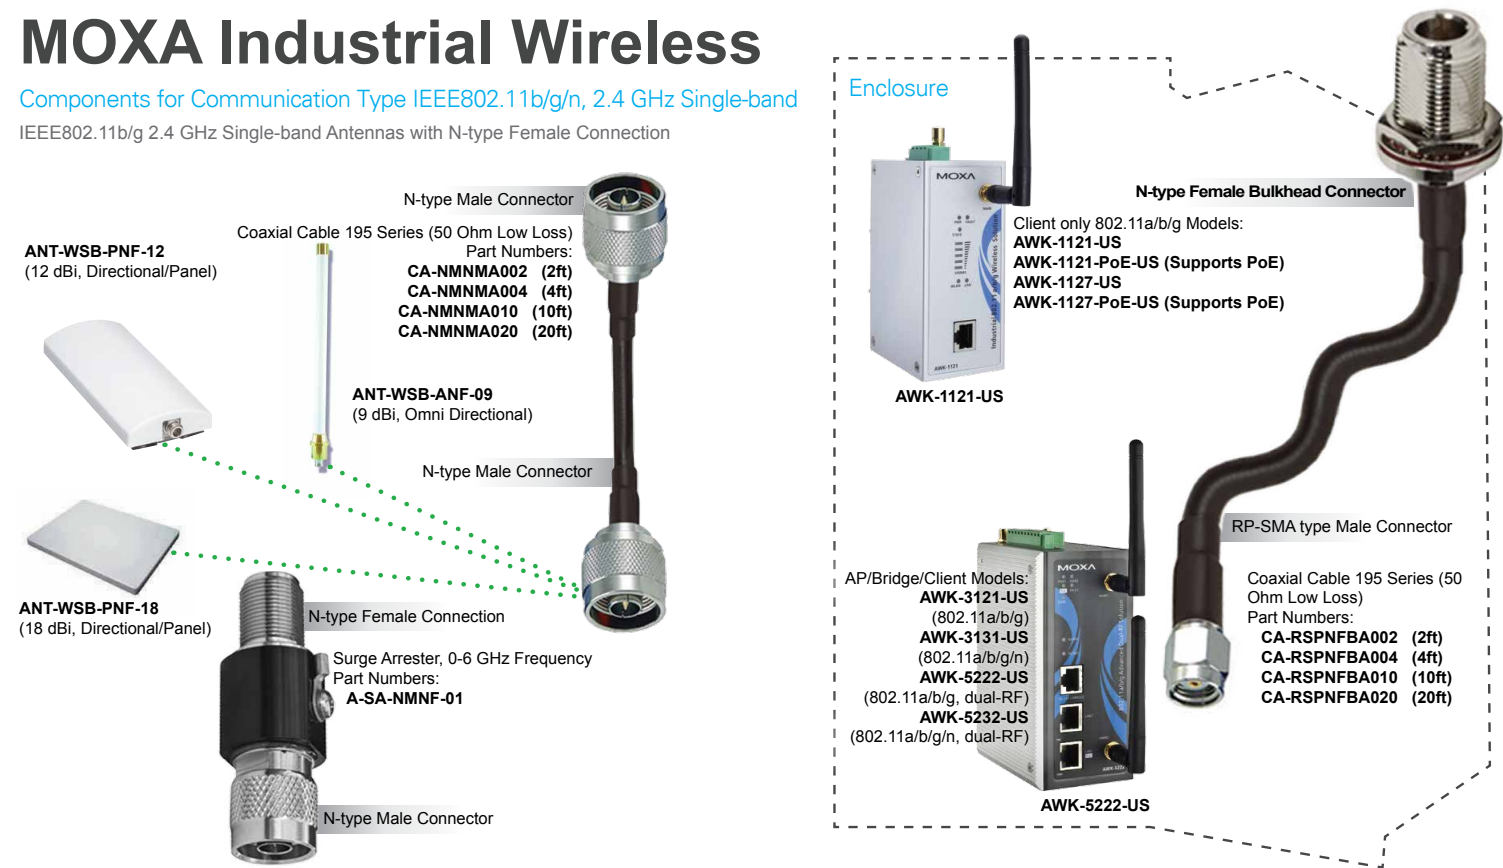 MOXA Industrial Wireless
Components for Communication Type IEEE802.11b/g/n, 2.4 GHz Single-band
IEEE802.11b/g 2.4 GHz Single-band Antennas with N-type Female Connection
N-type Male Connector
Coaxial Cable 195 Series (50 Ohm Low Loss)
Part Numbers:
CA-NMNMA002 (2ft)
CA-NMNMA004 (4ft)
CA-NMNMA010 (10ft)
CA-NMNMA020 (20ft)
ANT-WSB-PNF-12
(12 dBi, Directional/Panel)
ANT-WSB-ANF-09
(9 dBi, Omni Directional)
N-type Male Connector
ANT-WSB-PNF-18
(18 dBi, Directional/Panel)
N-type Female Connection
Surge Arrester, 0-6 GHz Frequency
Part Numbers:
A-SA-NMNF-01
N-type Male Connector
Enclosure
MOXA
Industrial 802.11 a/b/g Wireless Solution
AWK-1121
AWK-1121-US
N-type Female Bulkhead Connector
Client only 802.11a/b/g Models:
AWK-1121-US
AWK-1121-PoE-US (Supports PoE)
AWK-1127-US
AWK-1127-PoE-US (Supports PoE)
RP-SMA type Male Connector
AP/Bridge/Client Models:
AWK-3121-US
(802.11a/b/g)
AWK-3131-US
(802.11a/b/g/n)
AWK-5222-US
(802.11a/b/g, dual-RF)
AWK-5232-US
(802.11a/b/g/n, dual-RF)
MOXA
AWK-5222-US
Coaxial Cable 195 Series (50
Ohm Low Loss)
Part Numbers:
CA-RSPNFBA002 (2ft)
CA-RSPNFBA004 (4ft)
CA-RSPNFBA010 (10ft)
CA-RSPNFBA020 (20ft)